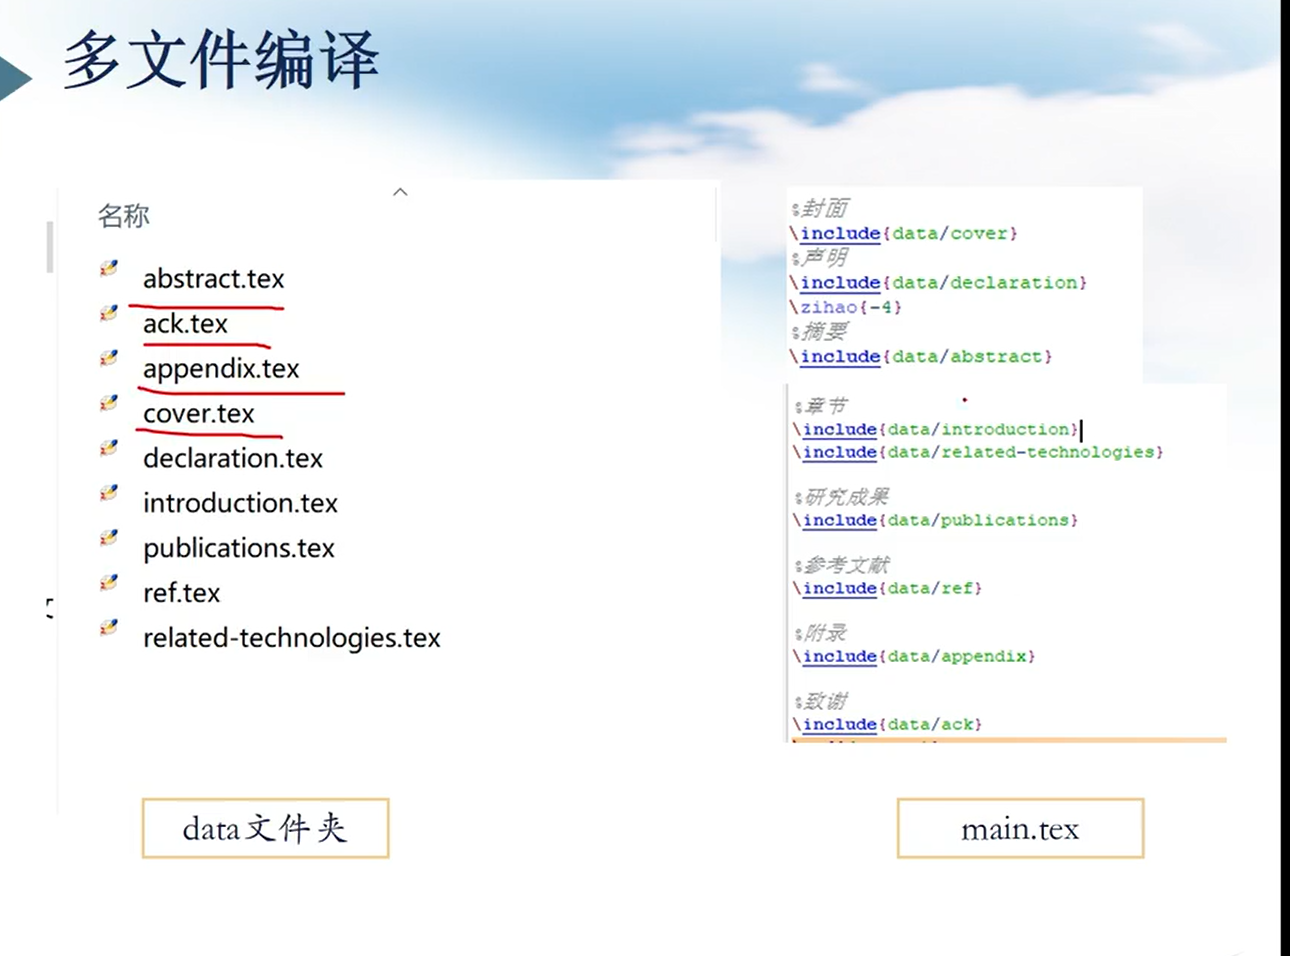 多文件编译
名称
abstract.tex
ack.tex
appendix.tex
cover.tex
declaration.tex
introduction.tex
publications.tex
ref.tex
related-technologies.tex
data文件夹
%封面
\include{data/cover}
%声明
\include{data/declaration}
\zihao{-4}
%摘要
\include{data/abstract}
%章节
\include{data/introduction}
\include{data/related-technologies}
%研究成果
\include{data/publications}
%参考文献
\include{data/ref}
%附录
\include{data/appendix}
%致谢
\include{data/ack}
main.tex